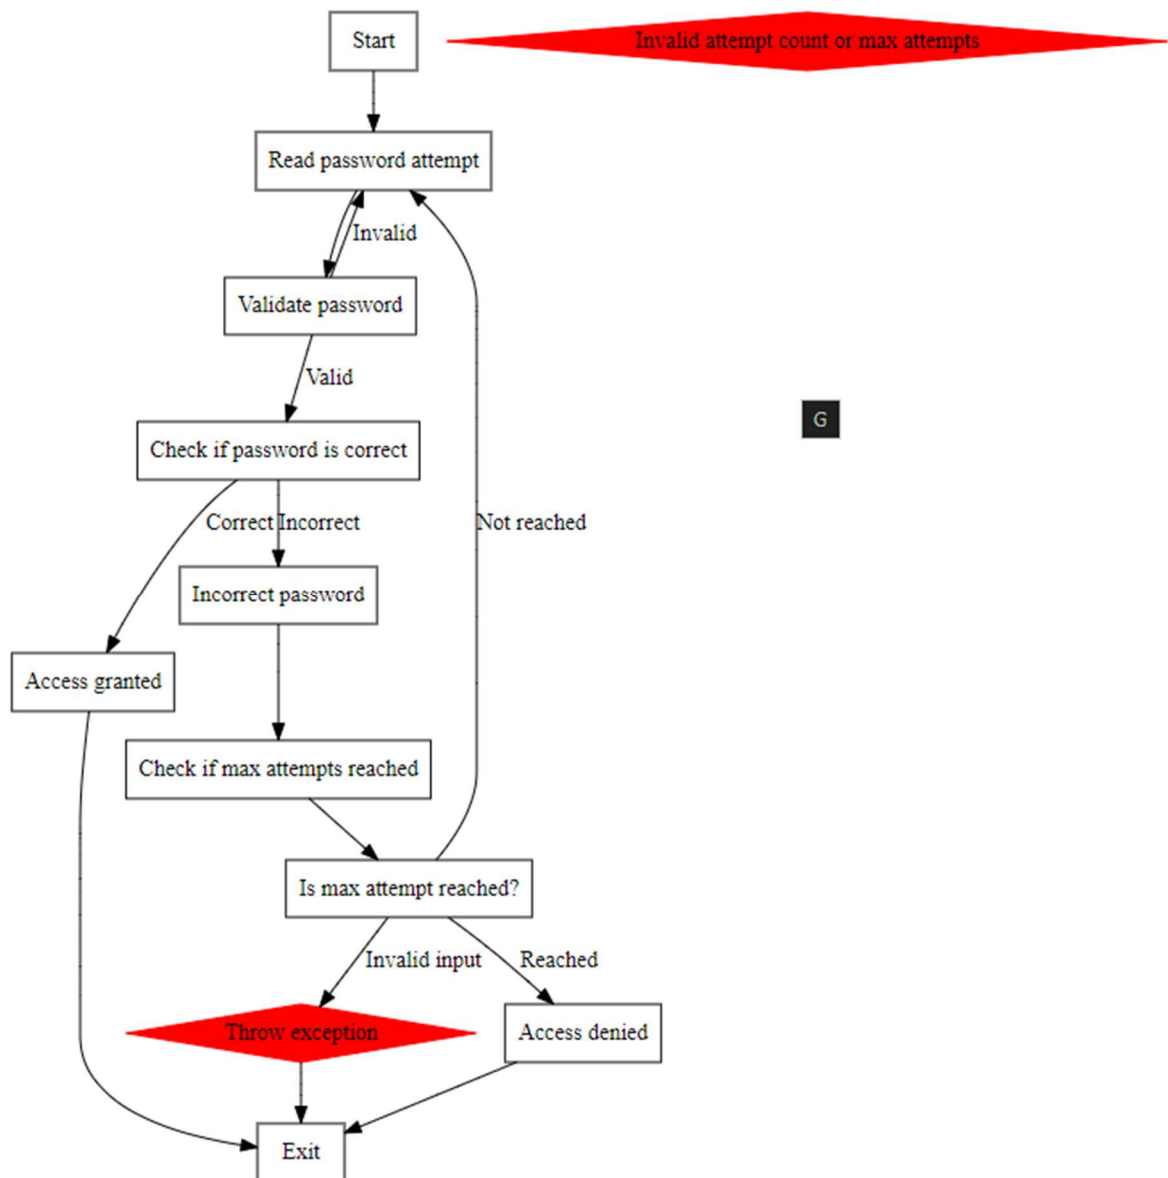 Start
Invalid attempt count or max attempts
Read password attempt
Invalid
Validate password
Valid
Check if password is correct
G
Correct
Incorrect
Not reached
Incorrect password
Access granted
Check if max attempts reached
Is max attempt reached?
Invalid input
Reached
Throw exception
Access denied
Exit